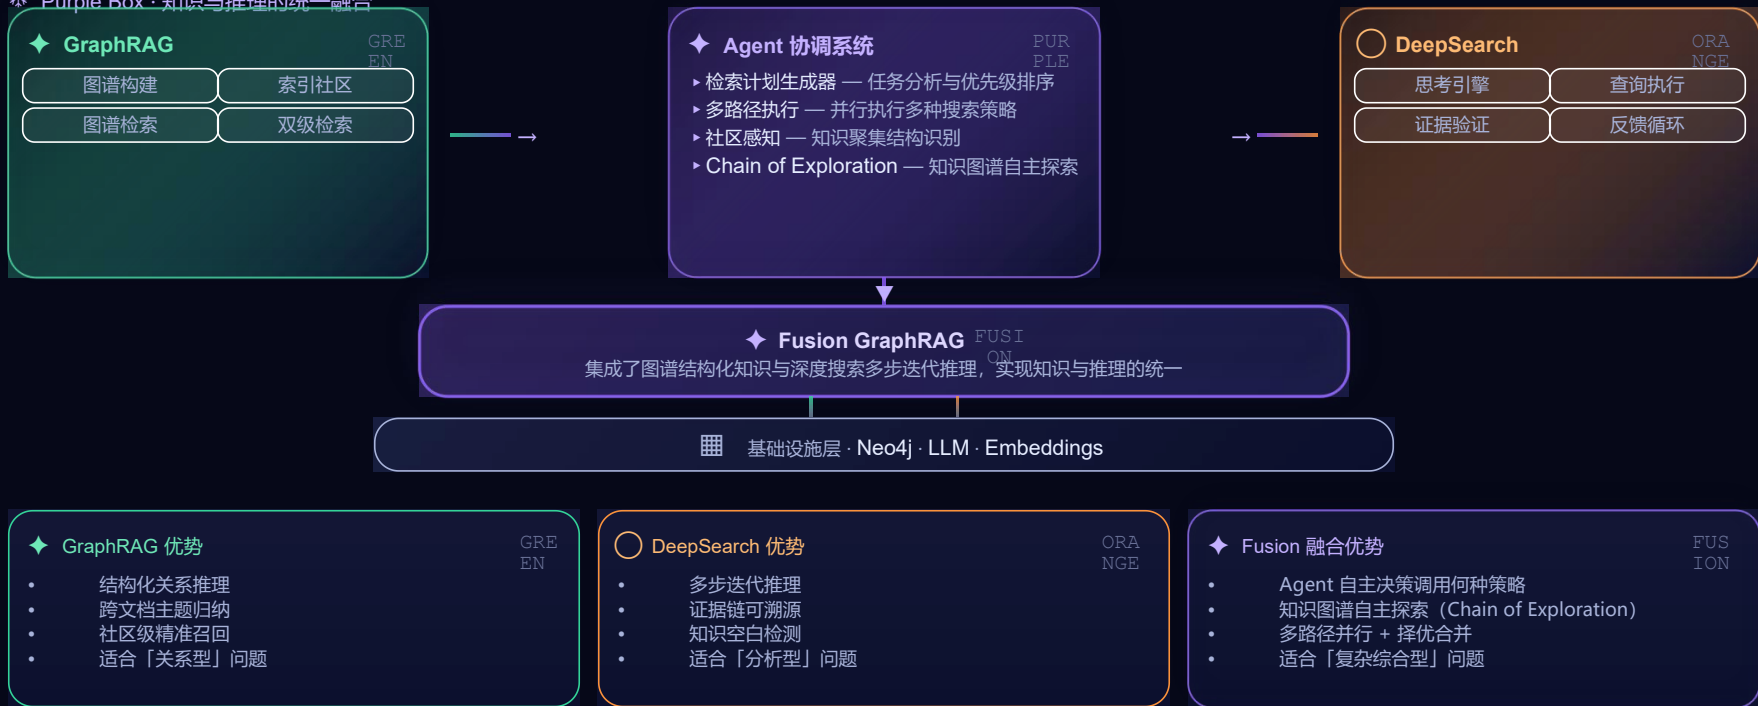 Purple Box · 知识与推理的统一融合
GraphRAG
GRE
EN
图谱构建
索引社区
图谱检索
双级检索
→
Agent 协调系统
PUR
PLE
▸ 检索计划生成器 — 任务分析与优先级排序
▸ 多路径执行 — 并行执行多种搜索策略
▸ 社区感知 — 知识聚集结构识别
▸ Chain of Exploration — 知识图谱自主探索
→
DeepSearch
ORA
NGE
思考引擎
查询执行
证据验证
反馈循环
Fusion GraphRAG
FUSI
ON
集成了图谱结构化知识与深度搜索多步迭代推理，实现知识与推理的统一
基础设施层 · Neo4j · LLM · Embeddings
GraphRAG 优势
GRE
EN
• 结构化关系推理
• 跨文档主题归纳
• 社区级精准召回
• 适合「关系型」问题
DeepSearch 优势
ORA
NGE
• 多步迭代推理
• 证据链可溯源
• 知识空白检测
• 适合「分析型」问题
Fusion 融合优势
FUS
ION
• Agent 自主决策调用何种策略
• 知识图谱自主探索（Chain of Exploration）
• 多路径并行 + 择优合并
• 适合「复杂综合型」问题